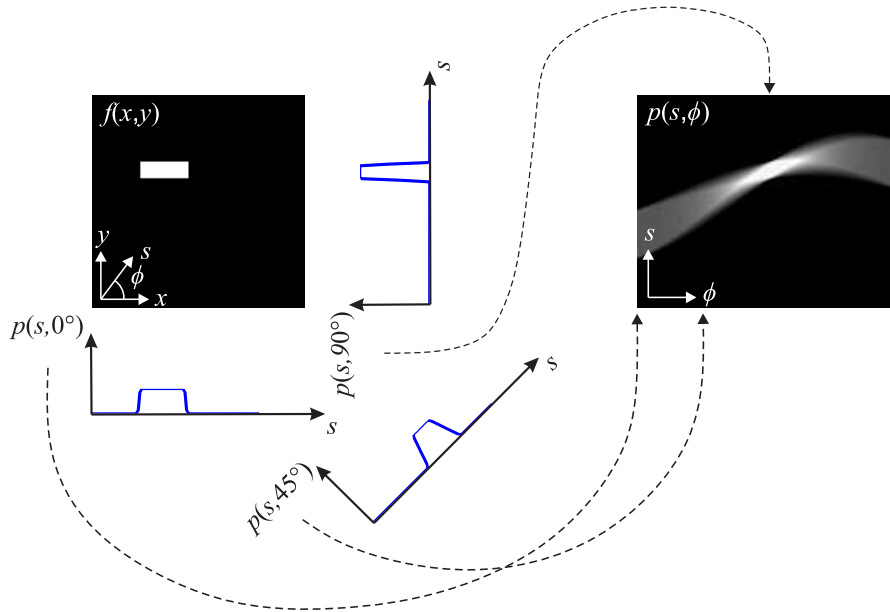 f(x,y)
y
s
ϕ
x
s
p(s,90°)
p(s,ϕ)
s
ϕ
p(s,0°)
s
s
p(s,45°)